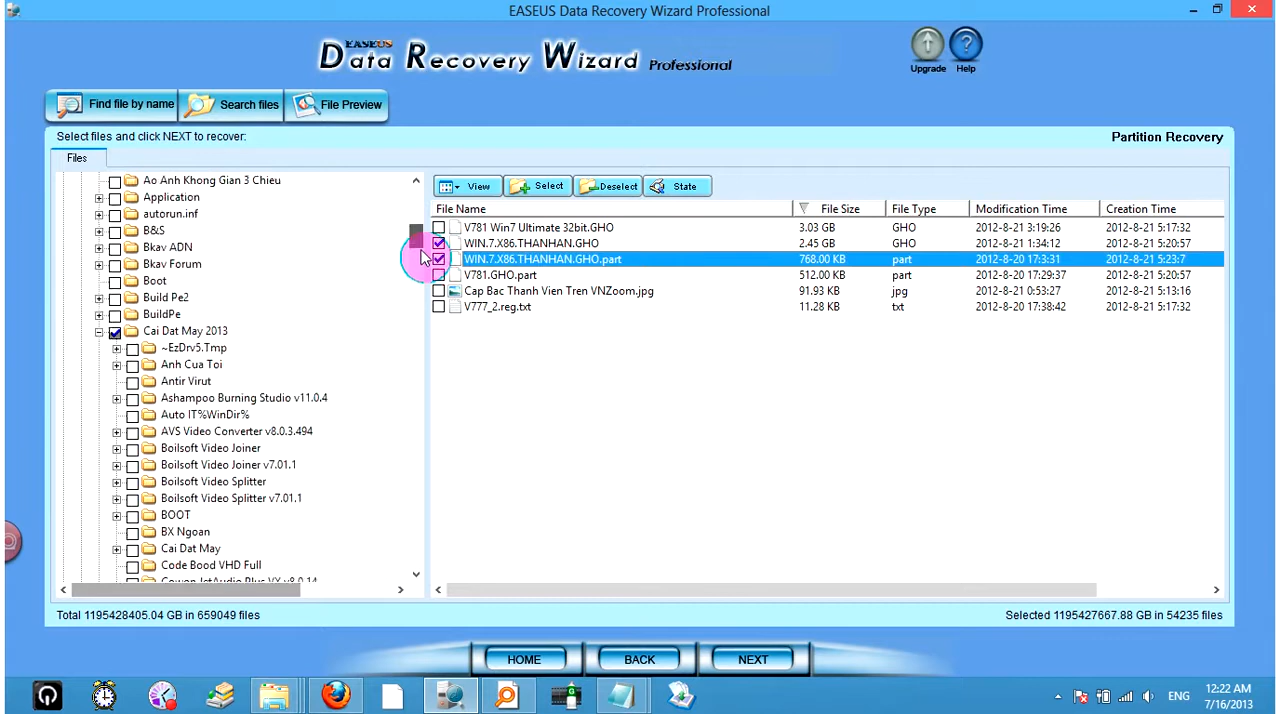 EASEUS Data Recovery Wizard Professional
EASEUS
Data Recovery Wizard Professional
Upgrade Help
Find file by name Search files File Preview
Select files and click NEXT to recover: Partition Recovery
Files
View Select Deselect State
File Name File Size File Type Modification Time Creation Time
V781 Win7 Ultimate 32bit.GHO 3.03 GB GHO 2012-8-21 3:19:26 2012-8-21 5:17:32
WIN.7.X86.THANHAN.GHO 2.45 GB GHO 2012-8-21 1:34:12 2012-8-21 5:20:57
WIN.7.X86.THANHAN.GHO.part 768.00 KB part 2012-8-20 17:3:31 2012-8-21 5:23:7
V781.GHO.part 512.00 KB part 2012-8-20 17:29:37 2012-8-21 5:20:57
Cap Bac Thanh Vien Tren VNZoom.jpg 91.93 KB jpg 2012-8-21 0:53:27 2012-8-21 5:13:16
V777_2.reg.txt 11.28 KB txt 2012-8-20 17:38:42 2012-8-21 5:17:32
Ao Anh Khong Gian 3 Chieu
Application
autorun.inf
B&S
Bkav ADN
Bkav Forum
Boot
Build Pe2
BuildPe
Cai Dat May 2013
~EzDrv5.Tmp
Anh Cua Toi
Antir Virut
Ashampoo Burning Studio v11.0.4
Auto IT%WinDir%
AVS Video Converter v8.0.3.494
Boilsoft Video Joiner
Boilsoft Video Joiner v7.01.1
Boilsoft Video Splitter
Boilsoft Video Splitter v7.01.1
BOOT
BX Ngoan
Cai Dat May
Code Bood VHD Full
Cowon JetAudio Plus VX v8.0.14
Total 1195428405.04 GB in 659049 files Selected 1195427667.88 GB in 54235 files
HOME BACK NEXT
ENG 12:22 AM
7/16/2013